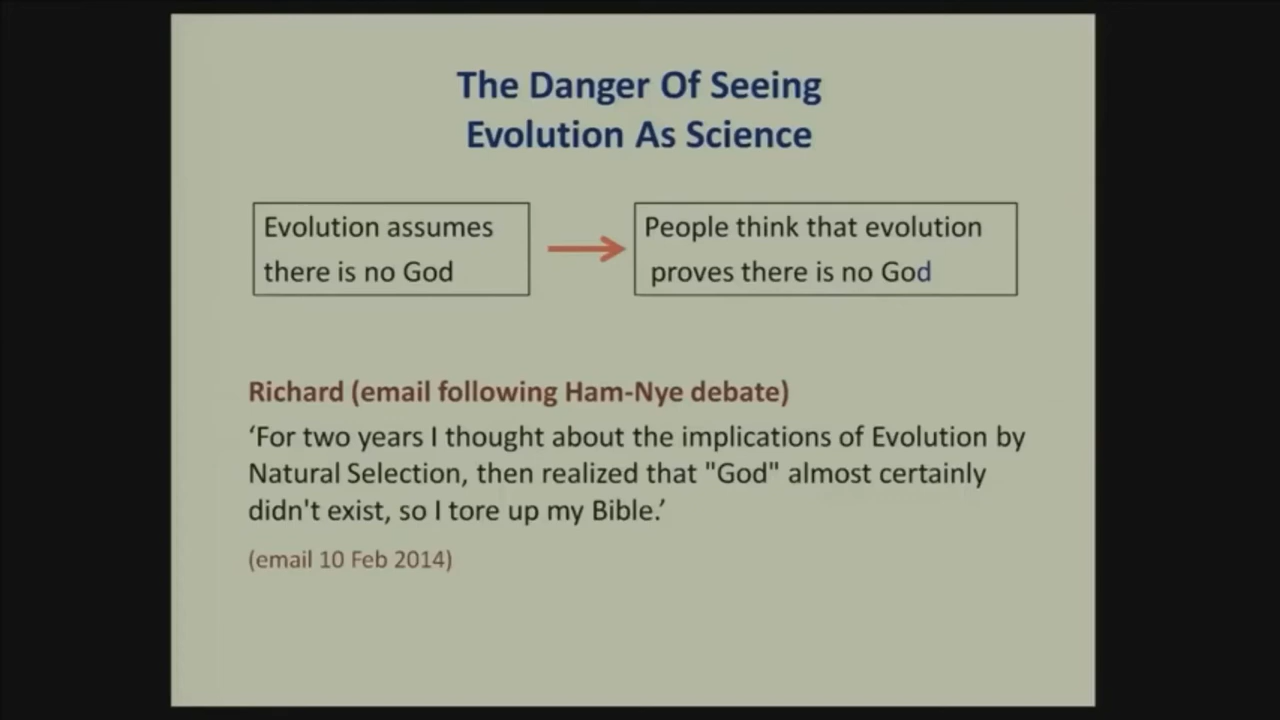 The Danger Of Seeing
Evolution As Science
Evolution assumes
there is no God
People think that evolution
proves there is no God
Richard (email following Ham-Nye debate)
‘For two years I thought about the implications of Evolution by
Natural Selection, then realized that "God" almost certainly
didn't exist, so I tore up my Bible.’
(email 10 Feb 2014)